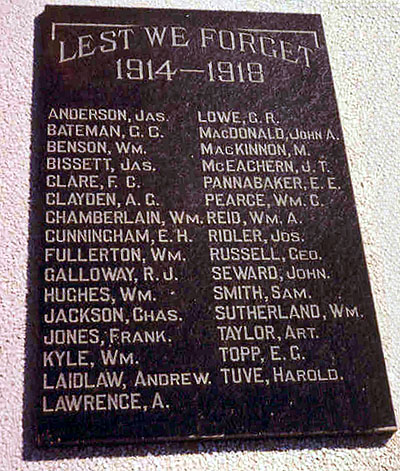 LEST WE FORGET
1914—1918
ANDERSON, JAS.
BATEMAN, G. C.
BENSON, WM.
BISSETT, JAS.
CLARE, F. C.
CLAYDEN, A. G.
CHAMBERLAIN, WM.
CUNNINGHAM, E. H.
FULLERTON, WM.
GALLOWAY, R. J.
HUGHES, WM.
JACKSON, CHAS.
JONES, FRANK.
KYLE, WM.
LAIDLAW, ANDREW.
LAWRENCE, A.
LOWE, G. R.
MACDONALD, JOHN A.
MACKINNON, M.
MCEACHERN, J. T.
PANNABAKER, E. E.
PEARCE, WM. C.
REID, WM. A.
RIDLER, JOS.
RUSSELL, GEO.
SEWARD, JOHN.
SMITH, SAM.
SUTHERLAND, WM.
TAYLOR, ART.
TOPP, E. C.
TUVE, HAROLD.